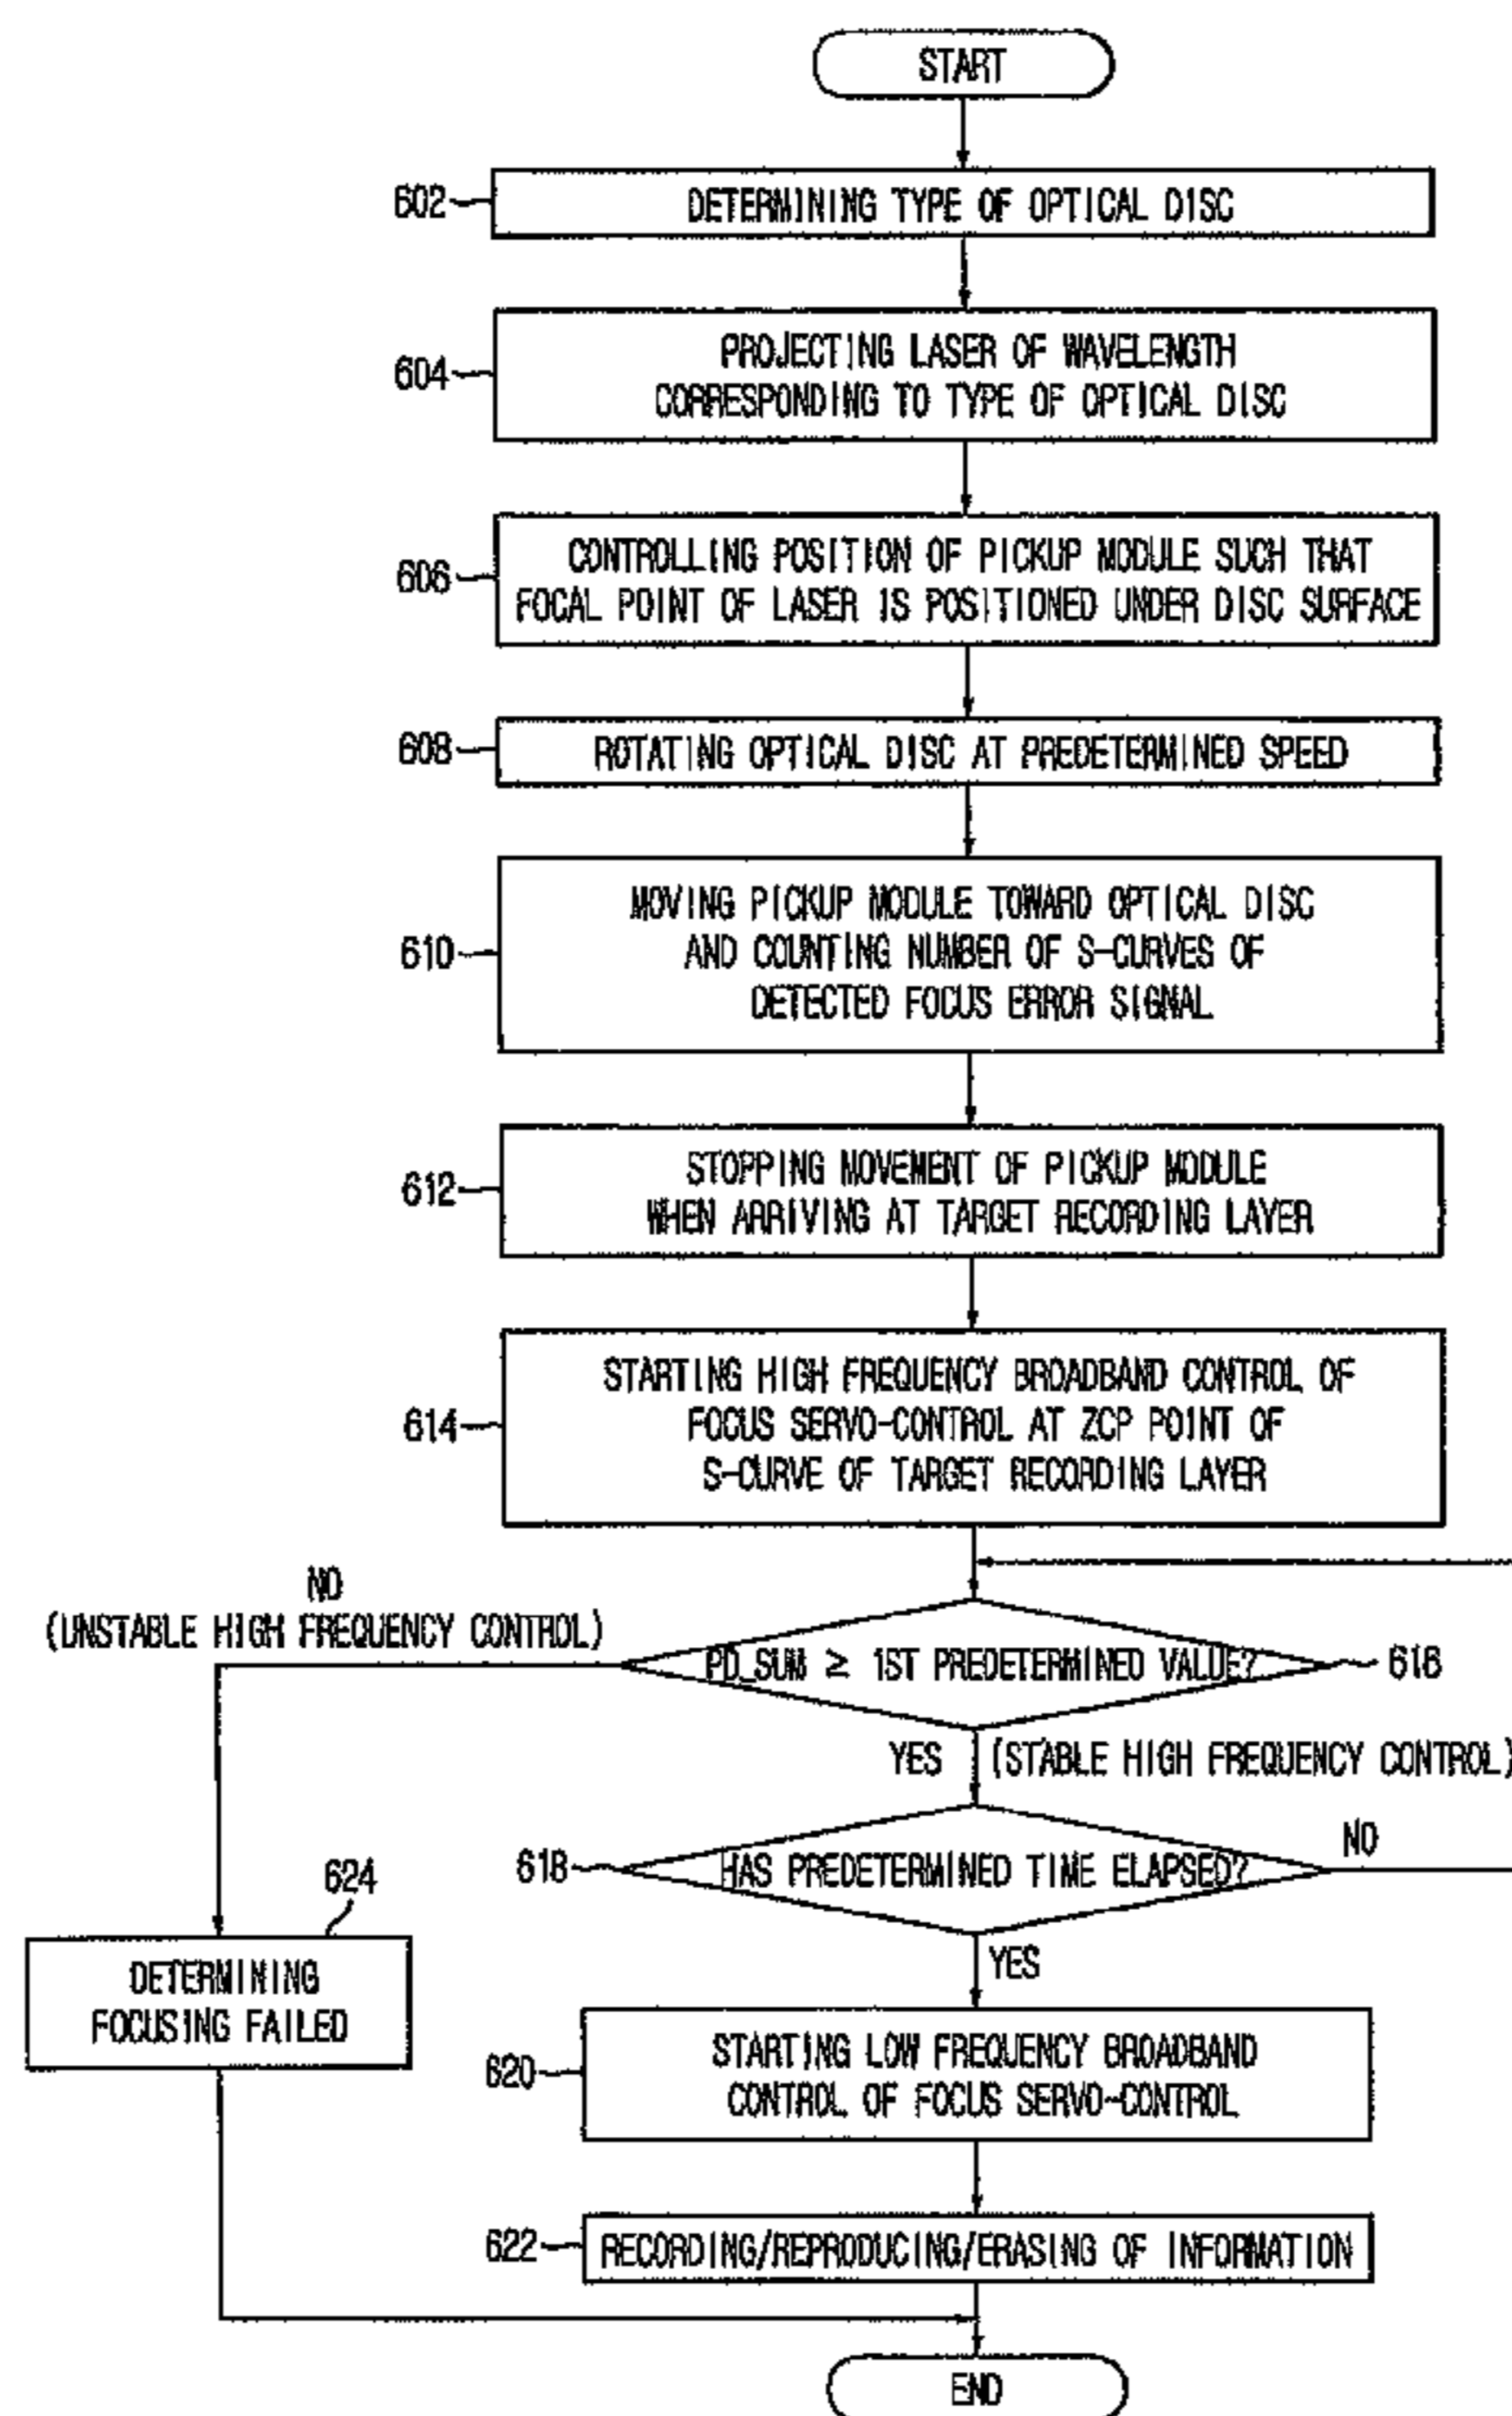 START
602
DETERMINING TYPE OF OPTICAL DISC
604
PROJECTING LASER OF WAVELENGTH
CORRESPONDING TO TYPE OF OPTICAL DISC
606
CONTROLLING POSITION OF PICKUP MODULE SUCH THAT
FOCAL POINT OF LASER IS POSITIONED UNDER DISC SURFACE
608
ROTATING OPTICAL DISC AT PREDETERMINED SPEED
610
MOVING PICKUP MODULE TOWARD OPTICAL DISC
AND COUNTING NUMBER OF S-CURVES OF
DETECTED FOCUS ERROR SIGNAL
612
STOPPING MOVEMENT OF PICKUP MODULE
WHEN ARRIVING AT TARGET RECORDING LAYER
614
STARTING HIGH FREQUENCY BROADBAND CONTROL OF
FOCUS SERVO-CONTROL AT ZCP POINT OF
S-CURVE OF TARGET RECORDING LAYER
NO
(UNSTABLE HIGH FREQUENCY CONTROL)
PD_SUM ≥ 1ST PREDETERMINED VALUE?
616
YES (STABLE HIGH FREQUENCY CONTROL)
618
HAS PREDETERMINED TIME ELAPSED?
NO
YES
624
DETERMINING
FOCUSING FAILED
620
STARTING LOW FREQUENCY BROADBAND
CONTROL OF FOCUS SERVO-CONTROL
622
RECORDING/REPRODUCING/ERASING OF INFORMATION
END